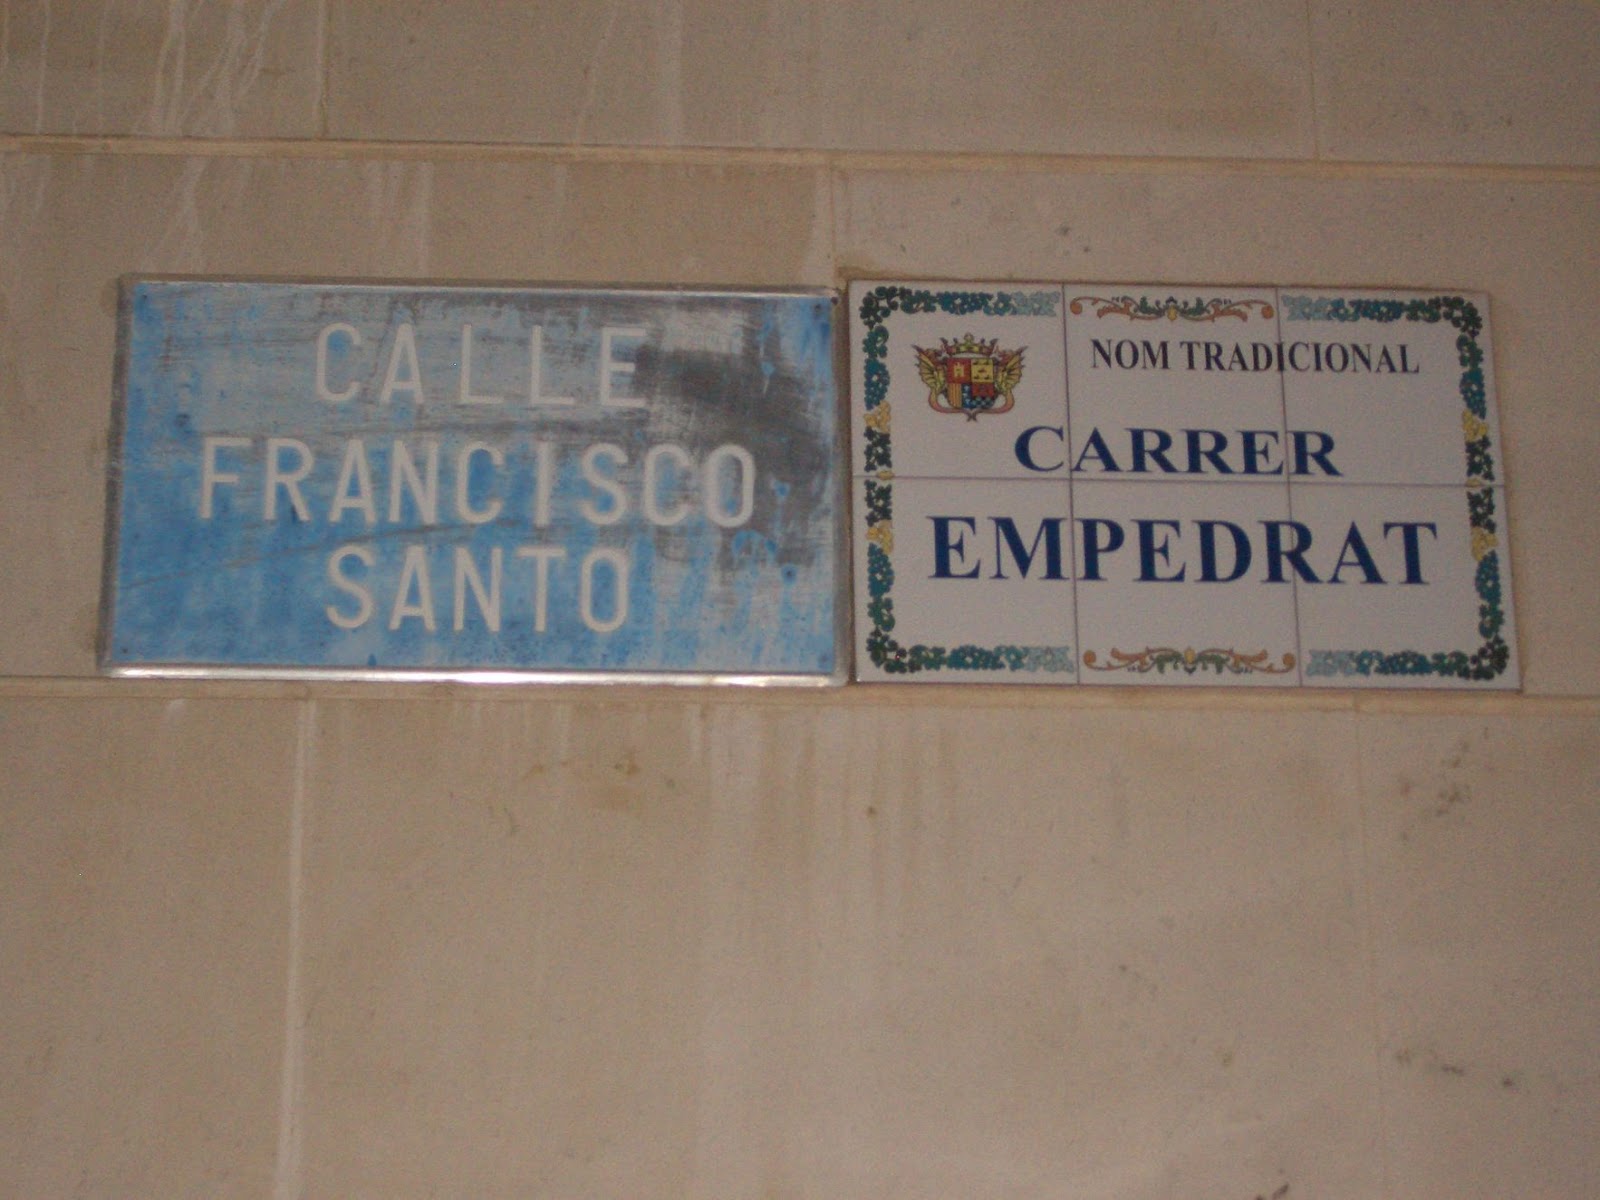 CALLE
FRANCISCO
SANTO
NOM TRADICIONAL
CARRER
EMPEDRAT